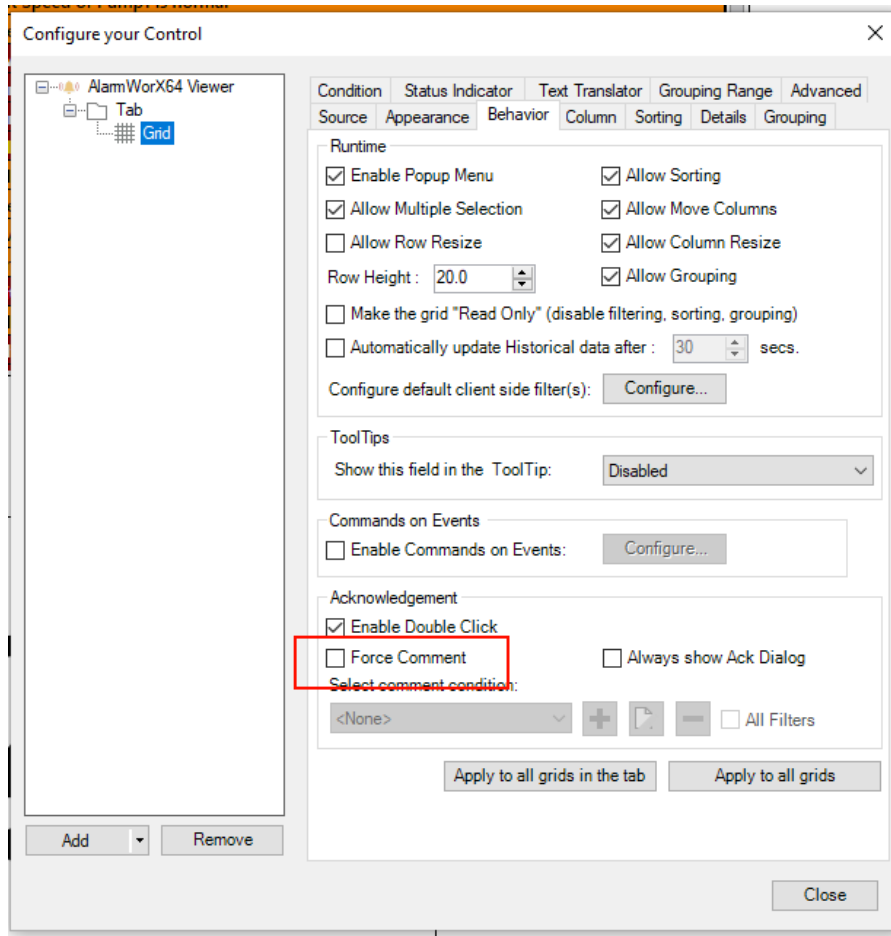 t Speed of Pump1 is normal
Configure your Control
AlarmWorX64 Viewer
Tab
Grid
Condition Status Indicator Text Translator Grouping Range Advanced
Source Appearance Behavior Column Sorting Details Grouping
Runtime
Enable Popup Menu Allow Sorting
Allow Multiple Selection Allow Move Columns
Allow Row Resize Allow Column Resize
Row Height : 20.0 Allow Grouping
Make the grid "Read Only" (disable filtering, sorting, grouping)
Automatically update Historical data after : 30 secs.
Configure default client side filter(s): Configure...
ToolTips
Show this field in the ToolTip: Disabled
Commands on Events
Enable Commands on Events: Configure...
Acknowledgement
Enable Double Click
Force Comment Always show Ack Dialog
Select comment condition:
<None> All Filters
Apply to all grids in the tab Apply to all grids
Add Remove
Close